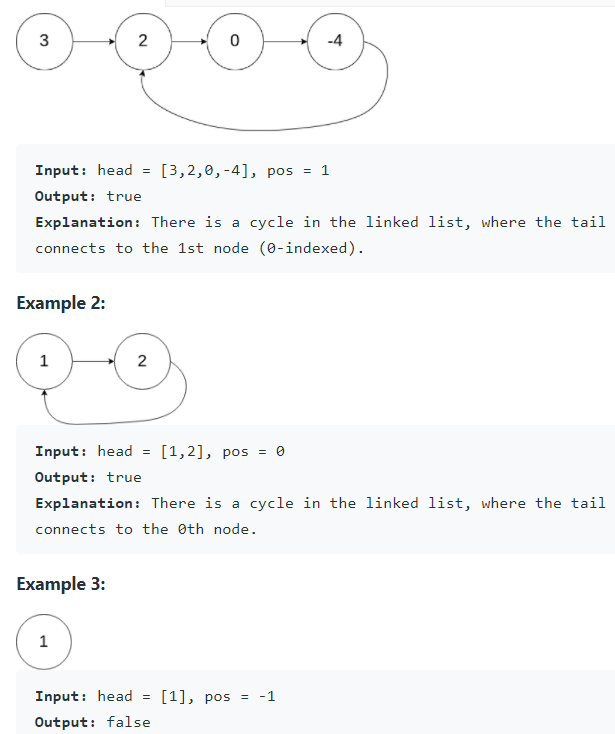 3 2 0 -4
Input: head = [3,2,0,-4], pos = 1
Output: true
Explanation: There is a cycle in the linked list, where the tail
connects to the 1st node (0-indexed).
Example 2:
1 2
Input: head = [1,2], pos = 0
Output: true
Explanation: There is a cycle in the linked list, where the tail
connects to the 0th node.
Example 3:
1
Input: head = [1], pos = -1
Output: false